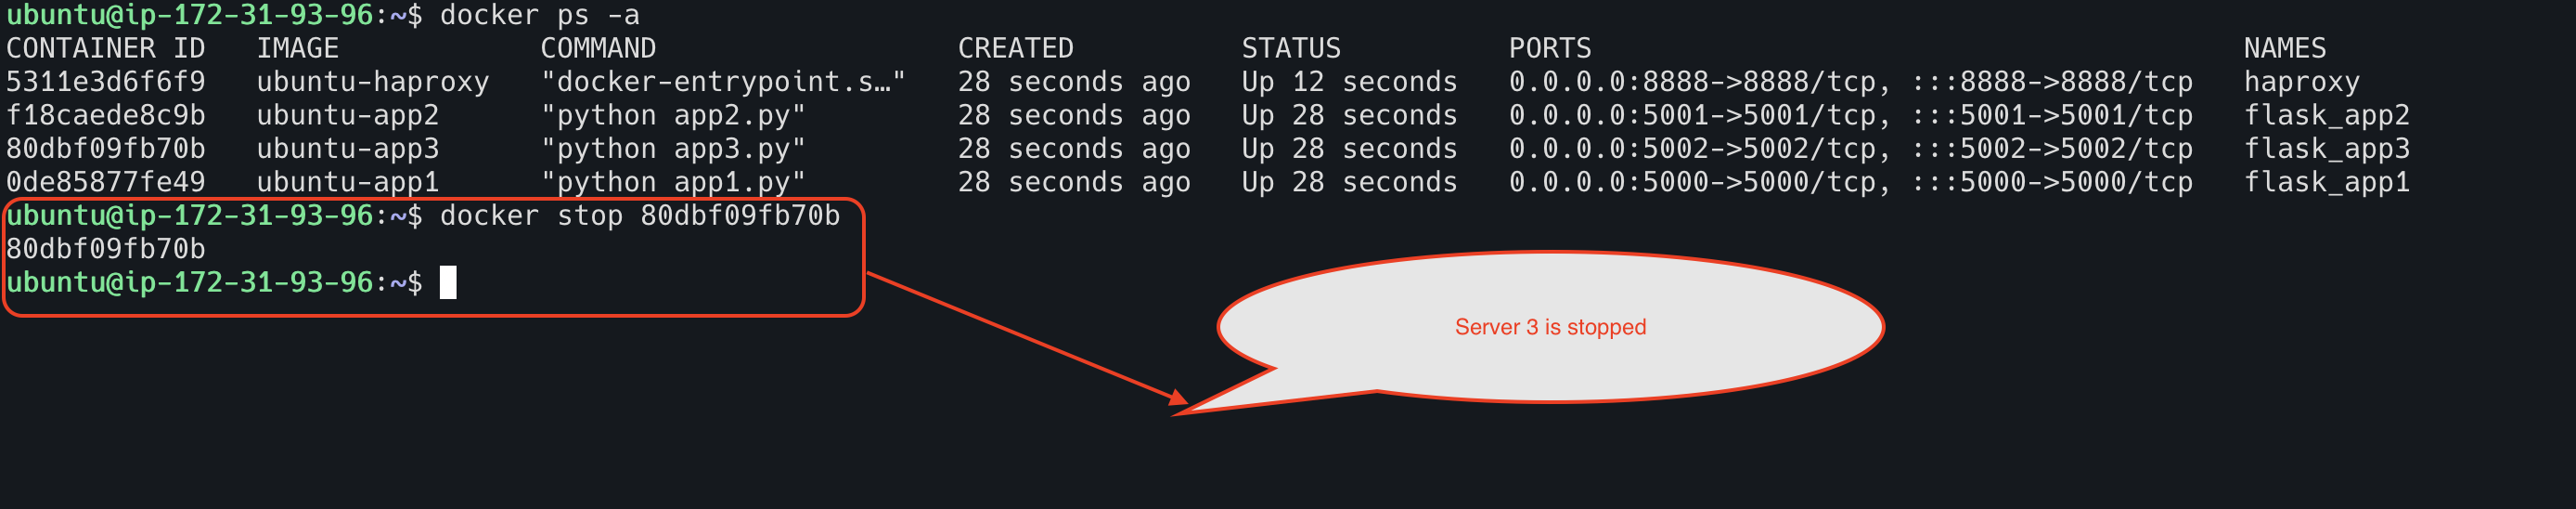 ubuntu@ip-172-31-93-96:~$ docker ps -a
CONTAINER ID   IMAGE            COMMAND                  CREATED          STATUS          PORTS                                       NAMES
5311e3d6f6f9   ubuntu-haproxy   "docker-entrypoint.s…"   28 seconds ago   Up 12 seconds   0.0.0.0:8888->8888/tcp, :::8888->8888/tcp   haproxy
f18caede8c9b   ubuntu-app2      "python app2.py"         28 seconds ago   Up 28 seconds   0.0.0.0:5001->5001/tcp, :::5001->5001/tcp   flask_app2
80dbf09fb70b   ubuntu-app3      "python app3.py"         28 seconds ago   Up 28 seconds   0.0.0.0:5002->5002/tcp, :::5002->5002/tcp   flask_app3
0de85877fe49   ubuntu-app1      "python app1.py"         28 seconds ago   Up 28 seconds   0.0.0.0:5000->5000/tcp, :::5000->5000/tcp   flask_app1
ubuntu@ip-172-31-93-96:~$ docker stop 80dbf09fb70b
80dbf09fb70b
ubuntu@ip-172-31-93-96:~$
Server 3 is stopped